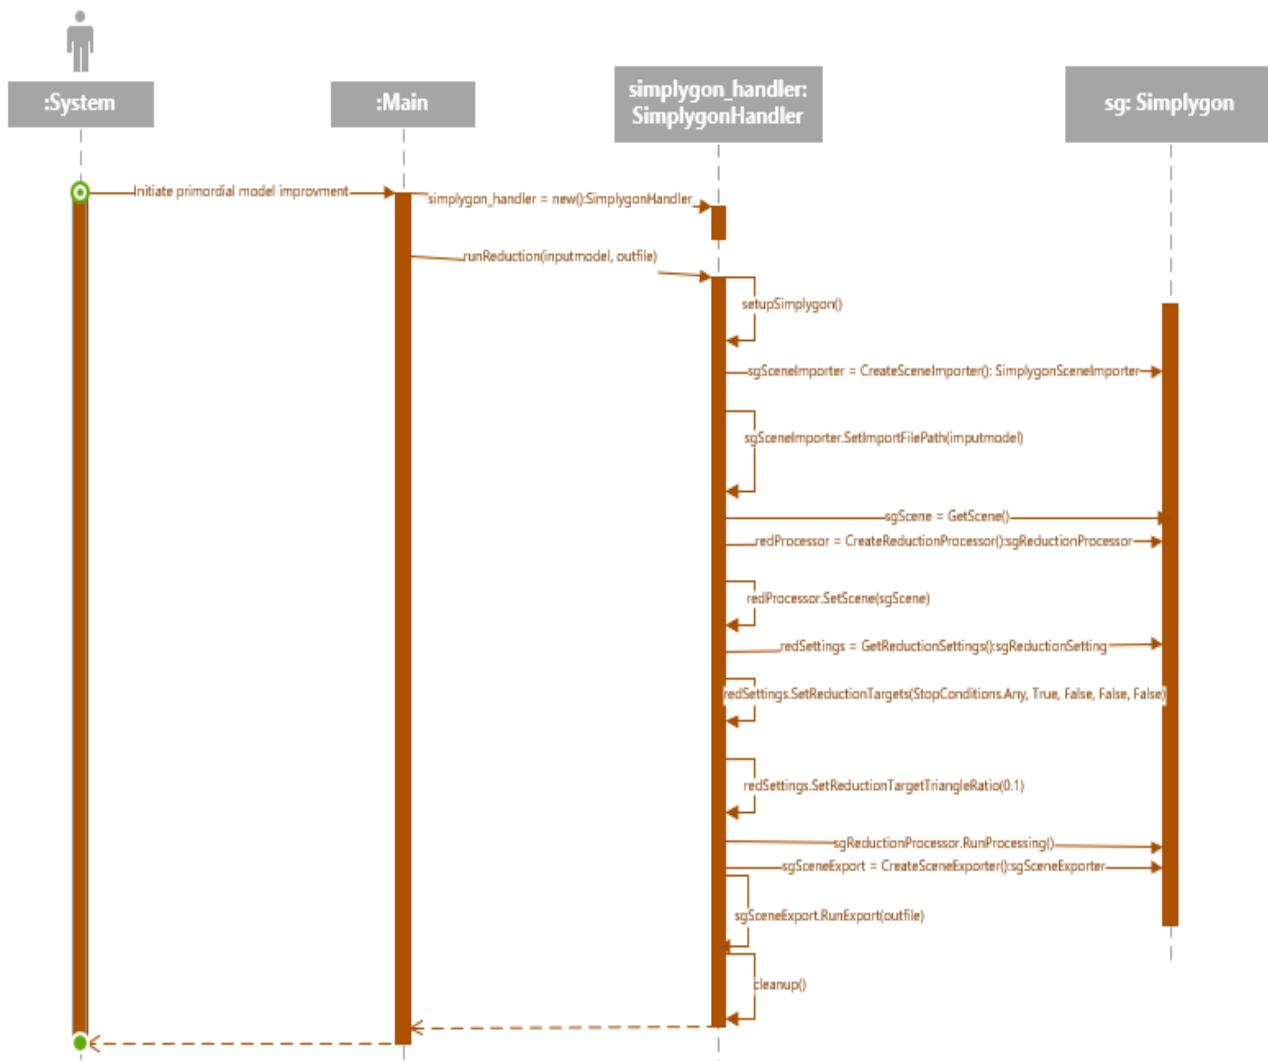 :System
:Main
simplygon_handler:
SimplygonHandler
sg: Simplygon
Initiate primordial model improvment
simplygon_handler = new():SimplygonHandler
runReduction(inputmodel, outfile)
setupSimplygon()
sgSceneImporter = CreateSceneImporter(): SimplygonSceneImporter
sgSceneImporter.SetImportFilePath(imputmodel)
sgScene = GetScene()
redProcessor = CreateReductionProcessor():sgReductionProcessor
redProcessor.SetScene(sgScene)
redSettings = GetReductionSettings():sgReductionSetting
redSettings.SetReductionTargets(StopConditions.Any, True, False, False, False)
redSettings.SetReductionTargetTriangleRatio(0.1)
sgReductionProcessor.RunProcessing()
sgSceneExport = CreateSceneExporter():sgSceneExporter
sgSceneExport.RunExport(outfile)
cleanup()